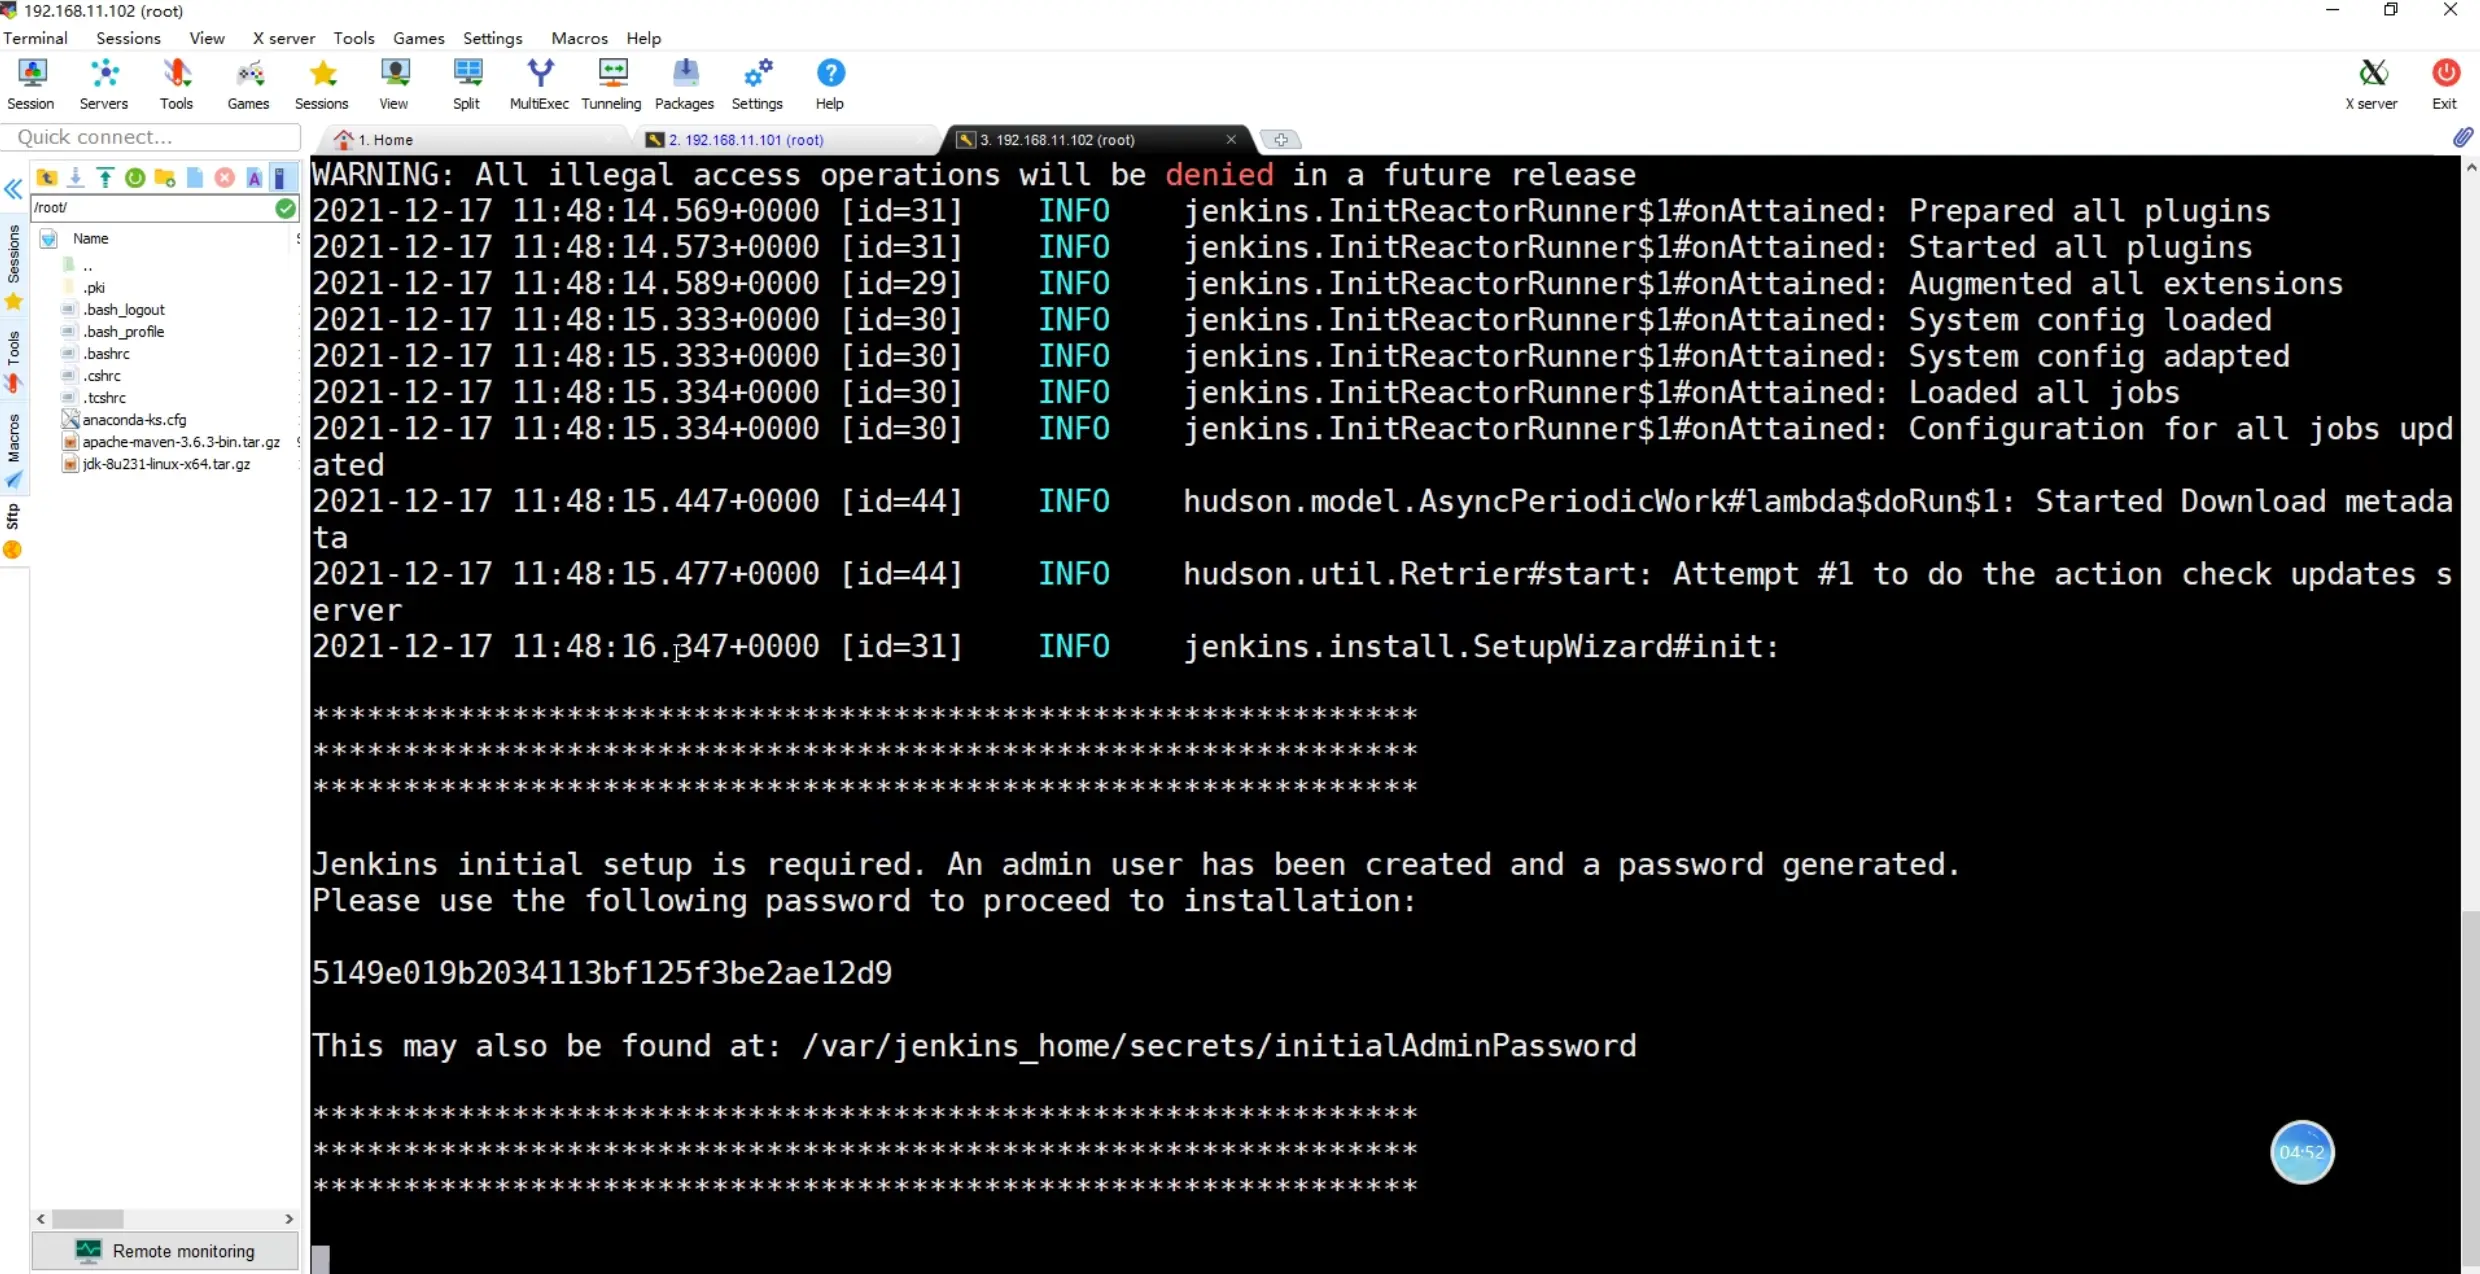 192.168.11.102 (root)
Terminal Sessions View X server Tools Games Settings Macros Help
Session Servers Tools Games Sessions View Split MultiExec Tunneling Packages Settings Help X server Exit
Quick connect...
1. Home
2. 192.168.11.101 (root)
3. 192.168.11.102 (root)
/root/
Name
..
.pki
.bash_logout
.bash_profile
.bashrc
.cshrc
.tcshrc
anaconda-ks.cfg
apache-maven-3.6.3-bin.tar.gz
jdk-8u231-linux-x64.tar.gz
Sessions
Tools
Macros
Sftp
Remote monitoring
WARNING: All illegal access operations will be denied in a future release
2021-12-17 11:48:14.569+0000 [id=31] INFO jenkins.InitReactorRunner$1#onAttained: Prepared all plugins
2021-12-17 11:48:14.573+0000 [id=31] INFO jenkins.InitReactorRunner$1#onAttained: Started all plugins
2021-12-17 11:48:14.589+0000 [id=29] INFO jenkins.InitReactorRunner$1#onAttained: Augmented all extensions
2021-12-17 11:48:15.333+0000 [id=30] INFO jenkins.InitReactorRunner$1#onAttained: System config loaded
2021-12-17 11:48:15.333+0000 [id=30] INFO jenkins.InitReactorRunner$1#onAttained: System config adapted
2021-12-17 11:48:15.334+0000 [id=30] INFO jenkins.InitReactorRunner$1#onAttained: Loaded all jobs
2021-12-17 11:48:15.334+0000 [id=30] INFO jenkins.InitReactorRunner$1#onAttained: Configuration for all jobs upd
ated
2021-12-17 11:48:15.447+0000 [id=44] INFO hudson.model.AsyncPeriodicWork#lambda$doRun$1: Started Download metada
ta
2021-12-17 11:48:15.477+0000 [id=44] INFO hudson.util.Retrier#start: Attempt #1 to do the action check updates s
erver
2021-12-17 11:48:16.347+0000 [id=31] INFO jenkins.install.SetupWizard#init:
*************************************************************
*************************************************************
*************************************************************
Jenkins initial setup is required. An admin user has been created and a password generated.
Please use the following password to proceed to installation:
5149e019b2034113bf125f3be2ae12d9
This may also be found at: /var/jenkins_home/secrets/initialAdminPassword
*************************************************************
*************************************************************
*************************************************************
04:52